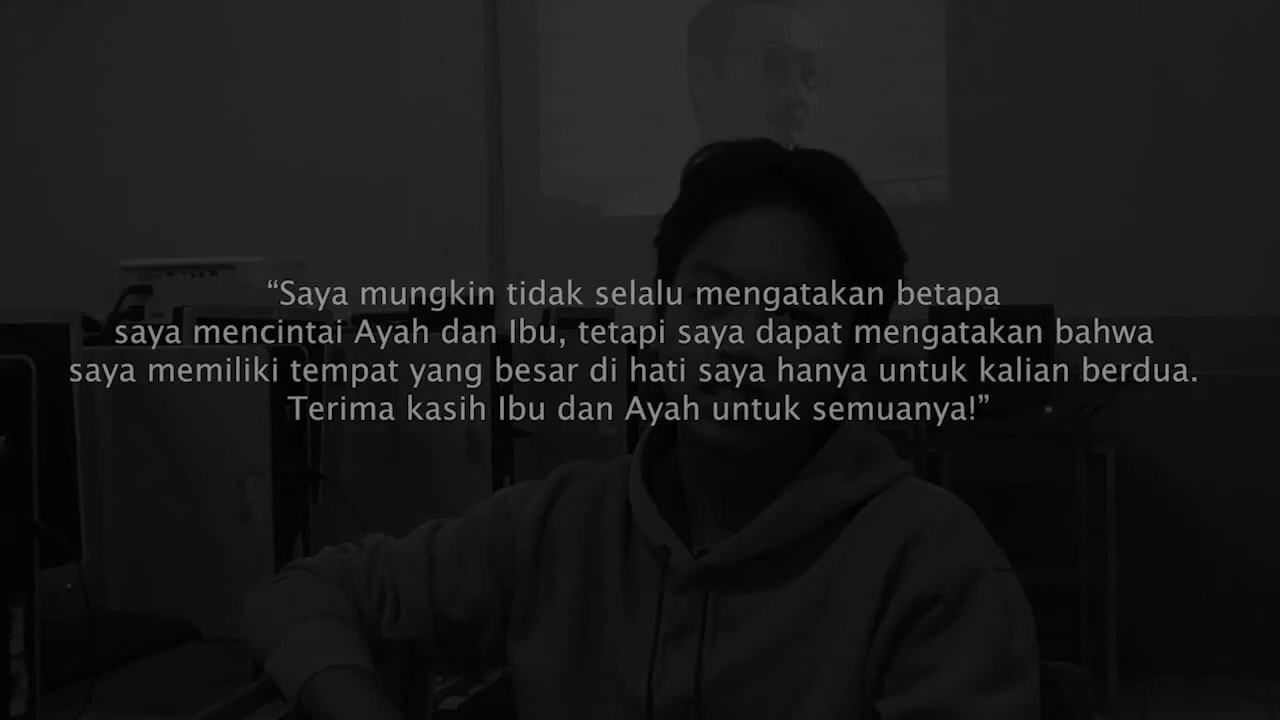 “Saya mungkin tidak selalu mengatakan betapa
saya mencintai Ayah dan Ibu, tetapi saya dapat mengatakan bahwa
saya memiliki tempat yang besar di hati saya hanya untuk kalian berdua.
Terima kasih Ibu dan Ayah untuk semuanya!”